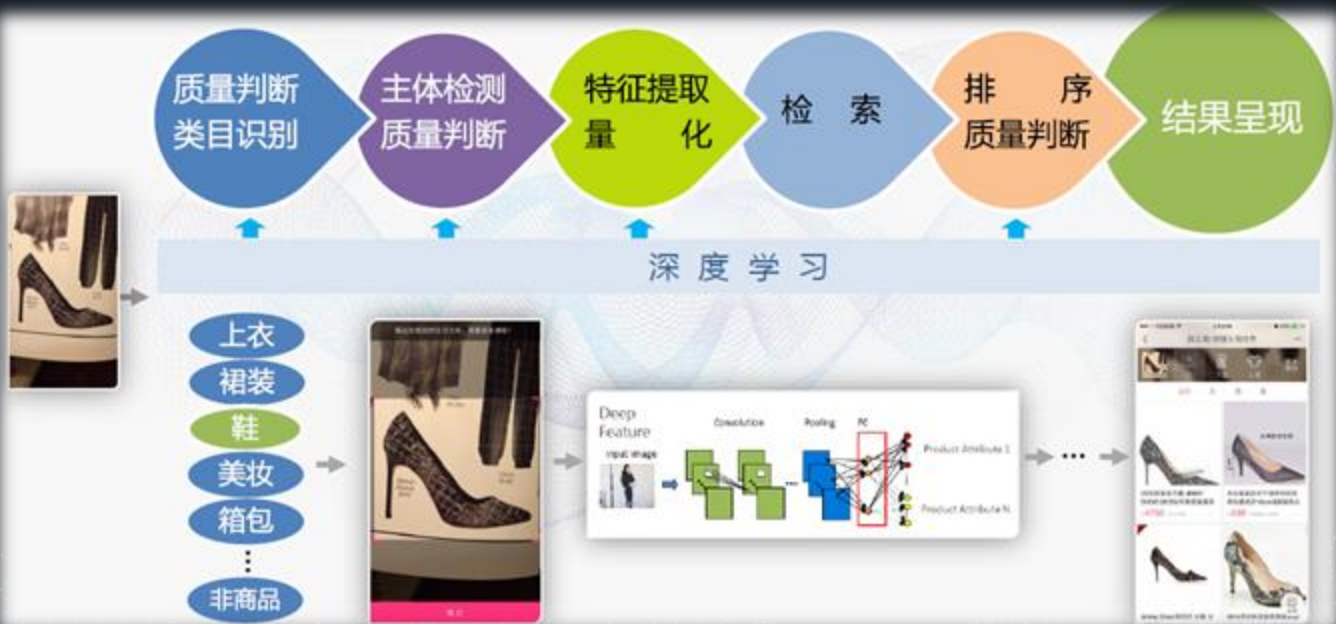 质量判断
类目识别
主体检测
质量判断
特征提取
量 化
检 索
排 序
质量判断
结果呈现
深度学习
上衣
裙装
鞋
美妆
箱包
⋮
非商品
Deep
Feature
Input Image
Convolution
Pooling
FC
...
Product Attribute 1
Product Attribute N
...